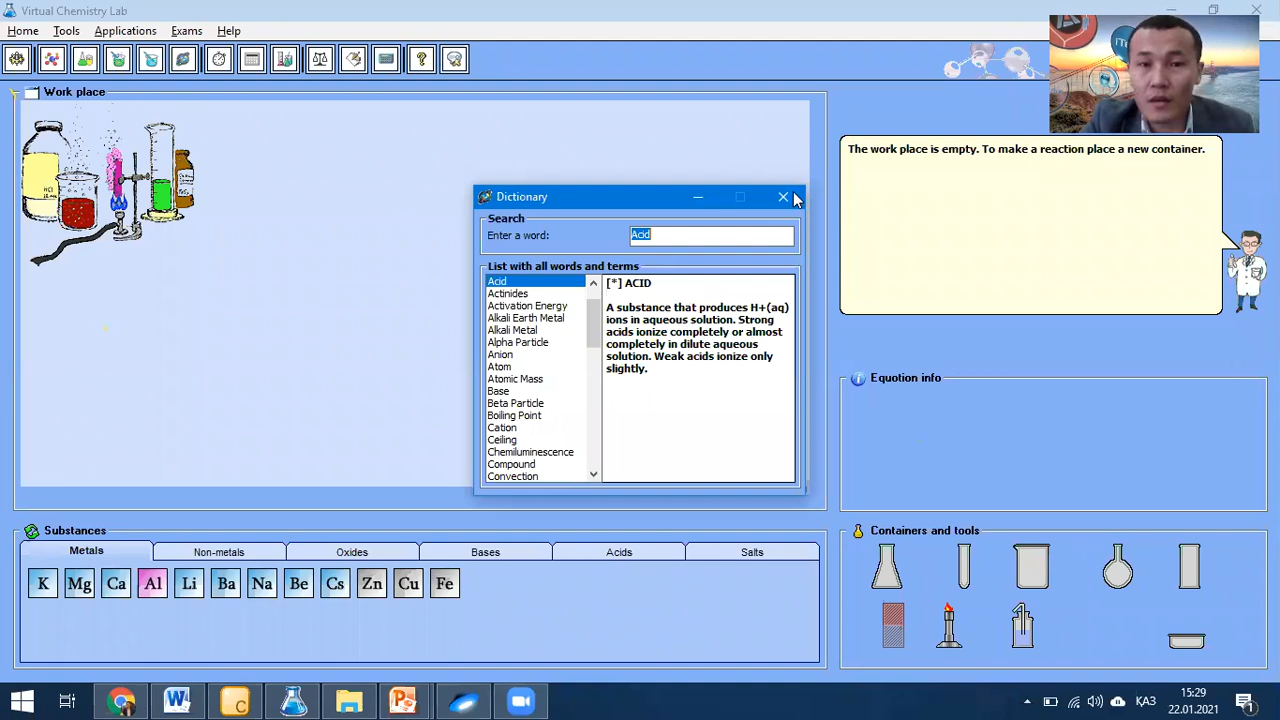 Virtual Chemistry Lab
Home Tools Applications Exams Help
Work place
The work place is empty. To make a reaction place a new container.
Dictionary
Search
Enter a word: Acid
List with all words and terms
Acid
Actinides
Activation Energy
Alkali Earth Metal
Alkali Metal
Alpha Particle
Anion
Atom
Atomic Mass
Base
Beta Particle
Boiling Point
Cation
Ceiling
Chemiluminescence
Compound
Convection
[*] ACID
A substance that produces H+(aq)
ions in aqueous solution. Strong
acids ionize completely or almost
completely in dilute aqueous
solution. Weak acids ionize only
slightly.
Equotion info
Substances
Metals Non-metals Oxides Bases Acids Salts
K Mg Ca Al Li Ba Na Be Cs Zn Cu Fe
Containers and tools
КАЗ
15:29
22.01.2021